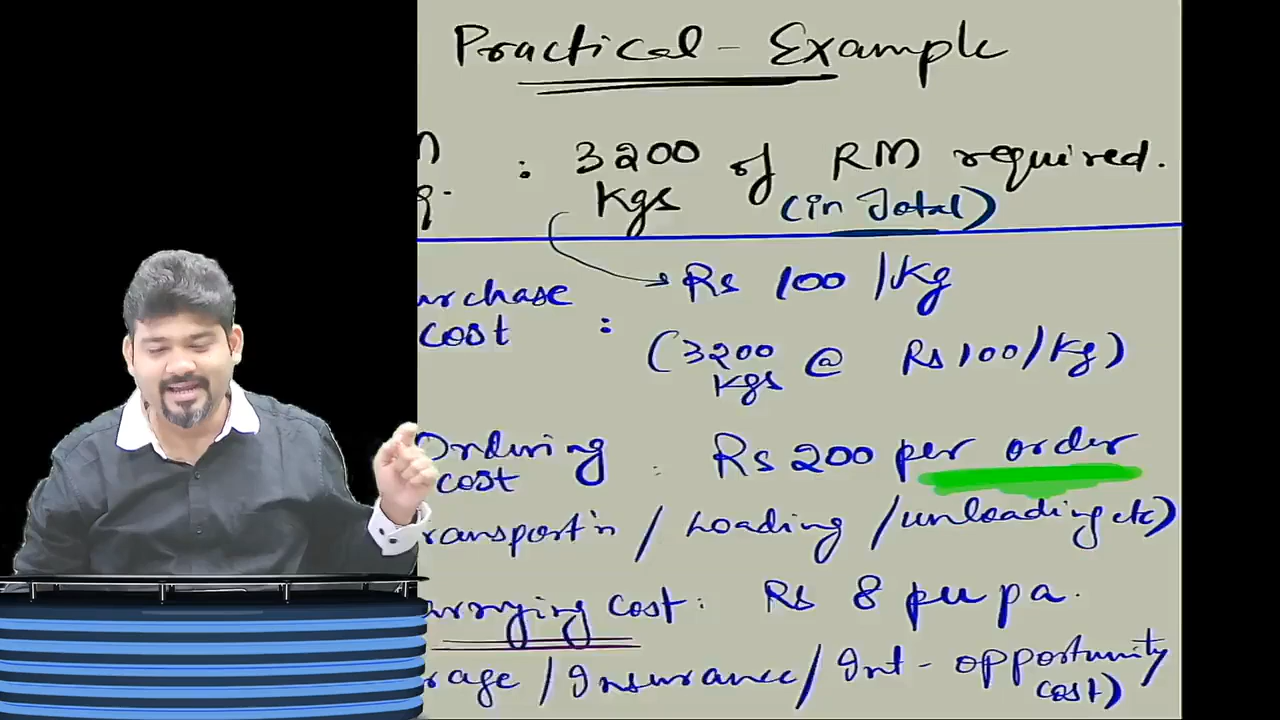 Practical - Example
: 3200 of RM required.
kgs (in Total)
urchase → Rs 100 /Kg
cost :
(3200 @ Rs 100/Kg)
kgs
Ordering : Rs 200 per order
cost
ransport'n / Loading / unloading etc)
arrying cost: Rs 8 pu pa.
rage / Insurance / Int - opportunity
cost)